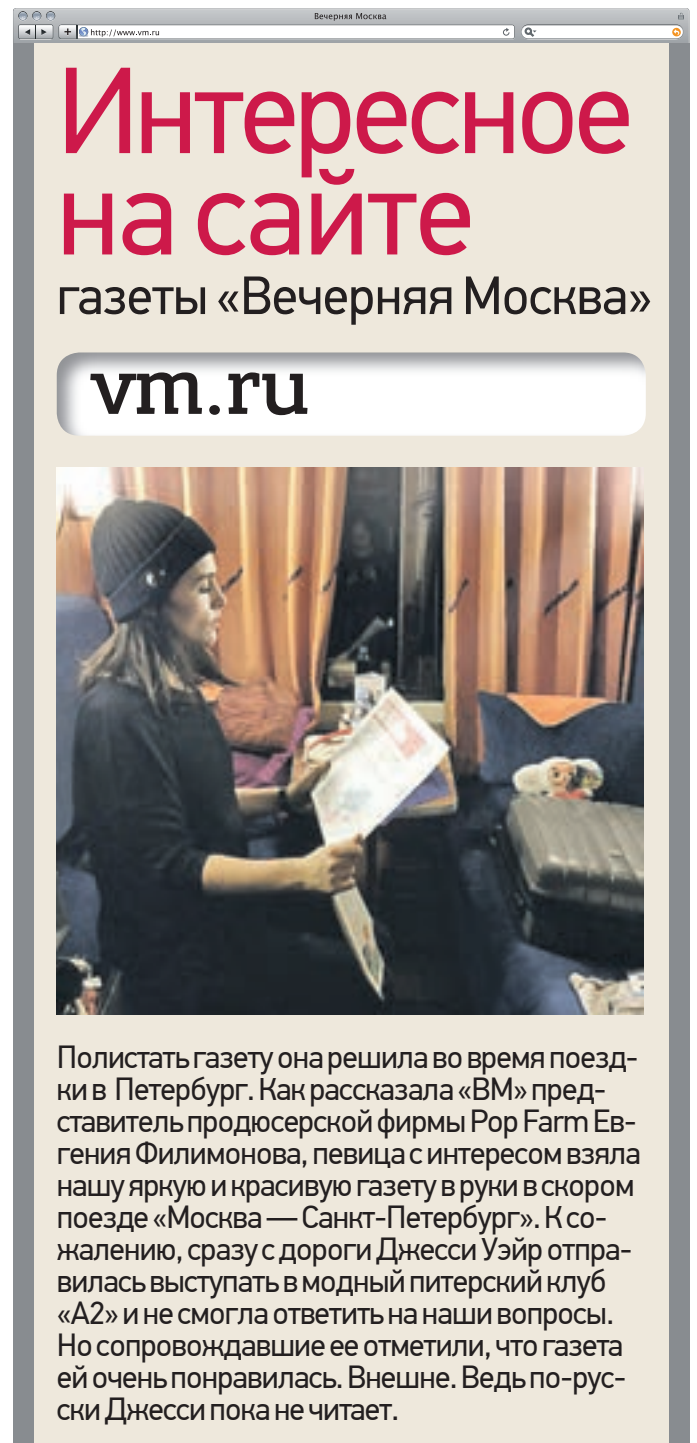 Вечерняя Москва
http://www.vm.ru
Интересное
на сайте
газеты «Вечерняя Москва»
vm.ru
Полистать газету она решила во время поезд-
ки в Петербург. Как рассказала «ВМ» пред-
ставитель продюсерской фирмы Pop Farm Ев-
гения Филимонова, певица с интересом взяла
нашу яркую и красивую газету в руки в скором
поезде «Москва — Санкт-Петербург». К со-
жалению, сразу с дороги Джесси Уэйр отпра-
вилась выступать в модный питерский клуб
«А2» и не смогла ответить на наши вопросы.
Но сопровождавшие ее отметили, что газета
ей очень понравилась. Внешне. Ведь по-рус-
ски Джесси пока не читает.